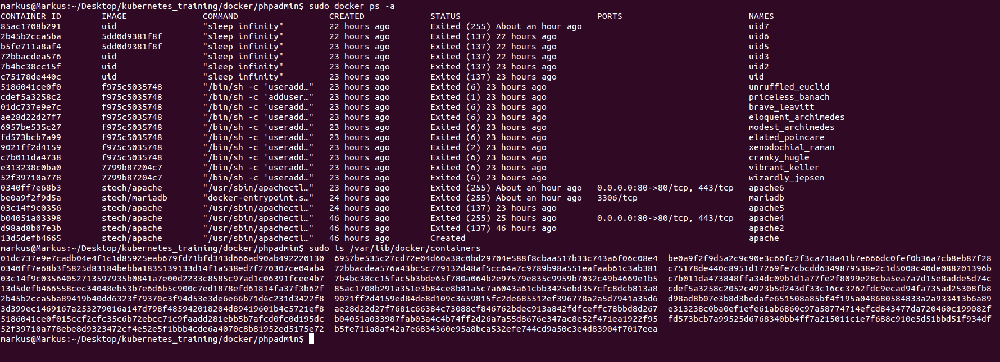 markus@Markus:~/Desktop/kubernetes_training/docker/phpadmin$ sudo docker ps -a
CONTAINER ID        IMAGE               COMMAND                  CREATED             STATUS                           PORTS                         NAMES
85ac1708b291        uid                 "sleep infinity"         22 hours ago        Exited (255) About an hour ago                                 uid7
2b45b2cca5ba        5dd0d9381f8f        "sleep infinity"         22 hours ago        Exited (137) 22 hours ago                                      uid6
b5fe711a8af4        5dd0d9381f8f        "sleep infinity"         23 hours ago        Exited (137) 22 hours ago                                      uid5
72bbacdea576        uid                 "sleep infinity"         23 hours ago        Exited (137) 22 hours ago                                      uid3
7b4bc38cc15f        uid                 "sleep infinity"         23 hours ago        Exited (137) 23 hours ago                                      uid2
c75178de440c        uid                 "sleep infinity"         23 hours ago        Exited (137) 23 hours ago                                      uid
5186041ce0f0        f975c5035748        "/bin/sh -c 'useradd…"   23 hours ago        Exited (6) 23 hours ago                                        unruffled_euclid
cdef5a3258c2        f975c5035748        "/bin/sh -c 'adduser…"   23 hours ago        Exited (1) 23 hours ago                                        priceless_banach
01dc737e9e7c        f975c5035748        "/bin/sh -c 'useradd…"   23 hours ago        Exited (6) 23 hours ago                                        brave_leavitt
ae28d22d27f7        f975c5035748        "/bin/sh -c 'useradd…"   23 hours ago        Exited (6) 23 hours ago                                        eloquent_archimedes
6957be535c27        f975c5035748        "/bin/sh -c 'useradd…"   23 hours ago        Exited (6) 23 hours ago                                        modest_archimedes
fd573bcb7a99        f975c5035748        "/bin/sh -c 'useradd…"   23 hours ago        Exited (6) 23 hours ago                                        elated_poincare
9021ff2d4159        f975c5035748        "/bin/sh -c 'useradd…"   23 hours ago        Exited (2) 23 hours ago                                        xenodochial_raman
c7b011da4738        f975c5035748        "/bin/sh -c 'useradd…"   23 hours ago        Exited (6) 23 hours ago                                        cranky_hugle
e313238c0ba0        7799b87204c7        "/bin/sh -c 'useradd…"   23 hours ago        Exited (6) 23 hours ago                                        vibrant_keller
52f39710a778        7799b87204c7        "/bin/sh -c 'useradd…"   23 hours ago        Exited (6) 23 hours ago                                        wizardly_jepsen
0340ff7e68b3        stech/apache        "/usr/sbin/apachectl…"   23 hours ago        Exited (255) About an hour ago   0.0.0.0:80->80/tcp, 443/tcp   apache6
be0a9f2f9d5a        stech/mariadb       "docker-entrypoint.s…"   24 hours ago        Exited (255) About an hour ago   3306/tcp                      mariadb
03c14f9c0356        stech/apache        "/usr/sbin/apachectl…"   24 hours ago        Exited (137) 23 hours ago                                      apache5
b04051a03398        stech/apache        "/usr/sbin/apachectl…"   46 hours ago        Exited (255) 25 hours ago        0.0.0.0:80->80/tcp, 443/tcp   apache4
d98ad8b07e3b        stech/apache        "/usr/sbin/apachectl…"   46 hours ago        Exited (137) 46 hours ago                                      apache2
13d5defb4665        stech/apache        "/usr/sbin/apachectl…"   46 hours ago        Created                                                        apache
markus@Markus:~/Desktop/kubernetes_training/docker/phpadmin$ sudo ls /var/lib/docker/containers
01dc737e9e7cadb04e4f1c1d85925eab679fd71bfd343d666ad90ab492220130  6957be535c27cd72e04d60a38c0bd29704e588f8cbaa517b33c743a6f06c08e4  be0a9f2f9d5a2c9c90e3c66fc2f3ca718a41b7e666dc0fef0b36a7cb8eb87f28
0340ff7e68b3f5825d83184bebba1835139133d14f1a538ed7f270307ce04ab4  72bbacdea576a43bc5c779132d48af5cc64a7c9789b98a551eafaab61c3ab381  c75178de440c8951d17269fe7cbcdd6349879538e2c1d5008c40de088201396b
03c14f9c03564052713597935b0841a7e00d2233c8585c97ad1c06391fcee4b7  7b4bc38cc15fac5b3bde65f780a064b2e97579e835c9959b7032c49b4669e1b5  c7b011da473848ffa34dc09b1d1a77fe2f8099e28cba5ea7a7d15e8adde5d74c
13d5defb466558cec34048eb53b7e6d6b5c900c7ed1878efd61814fa37f3b62f  85ac1708b291a351e3b84ce8b81a5c7a6043a61cbb3425ebd357cfc8dcb813a8  cdef5a3258c2052c4923b5d243df33c16cc3262fdc9ecad94fa735ad25308fb8
2b45b2cca5ba89419b40dd6323f79370c3f94d53e3de6e66b71d6c231d3422f8  9021ff2d4159ed84de8d109c3659815fc2de685512ef396778a2a5d7941a35d6  d98ad8b07e3b8d3bedafe651508a85bf4f195a048680584833a2a933413b6a89
3d399ec1469167a253279016a147d798f485942018204d89419601b4c5721ef8  ae28d22d27f7681c66384c73088cf846762bdec913a842fdfceffc78bbd8d267  e313238c0ba0ef1efe61ab6860c97a58774714efcd843477da720460c199082f
5186041ce0f015ccf2cfc35c6b72ebcc71c9faadd281ebb5b7afcd0fc0d195dc  b04051a033987fab03a4c4b74ff2d26a7a55d8676e347ac8e52f471ea1922f95  fd573bcb7a99525d6768340bb4ff7a215011c1e7f688c910e5d51bbd51f934df
52f39710a778ebe8d9323472cf4e52e5f1bbb4cde6a4070c8b81952ed5175e72  b5fe711a8af42a7e6834360e95a8bca532efe744cd9a50c3e4d83904f7017eea
markus@Markus:~/Desktop/kubernetes_training/docker/phpadmin$